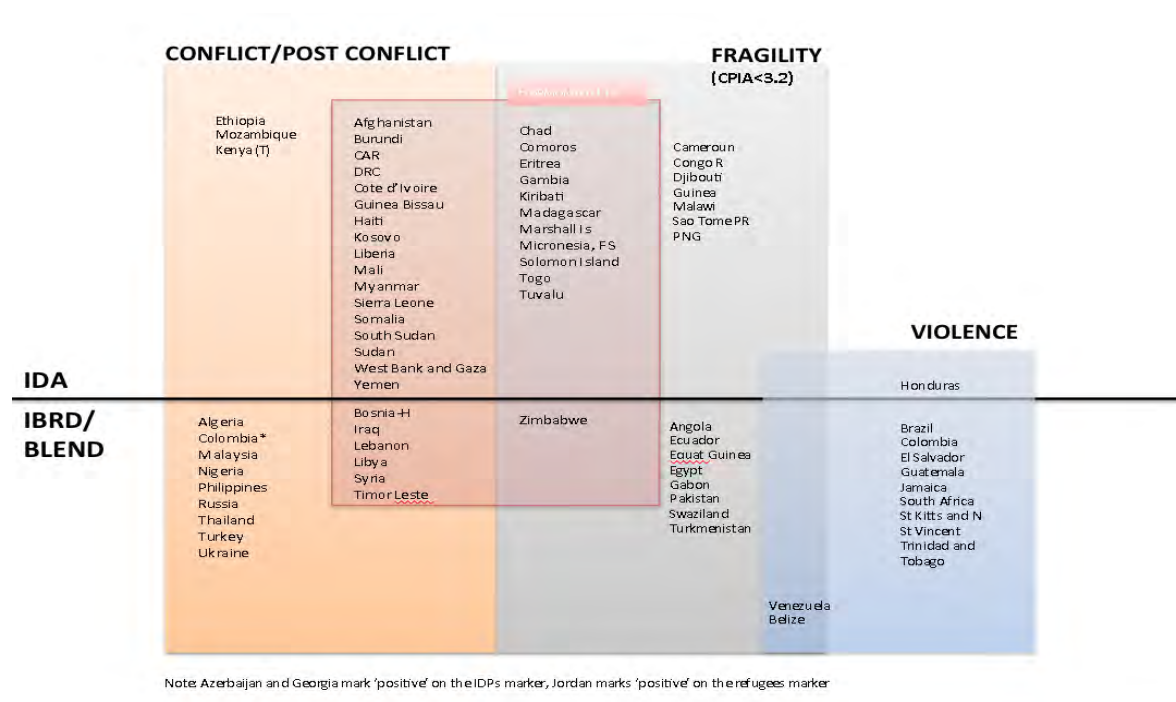 CONFLICT/POST CONFLICT
FRAGILITY
(CPIA<3.2)
Ethiopia
Mozambique
Kenya (T)
Afghanistan
Burundi
CAR
DRC
Cote d'Ivoire
Guinea Bissau
Haiti
Kosovo
Liberia
Mali
Myanmar
Sierra Leone
Somalia
South Sudan
Sudan
West Bank and Gaza
Yemen
Chad
Comoros
Eritrea
Gambia
Kiribati
Madagascar
Marshall Is
Micronesia, FS
Solomon Island
Togo
Tuvalu
Cameroun
Congo R
Djibouti
Guinea
Malawi
Sao Tome PR
PNG
VIOLENCE
Honduras
IDA
IBRD/
BLEND
Algeria
Colombia*
Malaysia
Nigeria
Philippines
Russia
Thailand
Turkey
Ukraine
Bosnia-H
Iraq
Lebanon
Libya
Syria
Timor Leste
Zimbabwe
Angola
Ecuador
Equat Guinea
Egypt
Gabon
Pakistan
Swaziland
Turkmenistan
Brazil
Colombia
El Salvador
Guatemala
Jamaica
South Africa
St Kitts and N
St Vincent
Trinidad and
Tobago
Venezuela
Belize
Note: Azerbaijan and Georgia mark 'positive' on the IDPs marker, Jordan marks 'positive' on the refugees marker